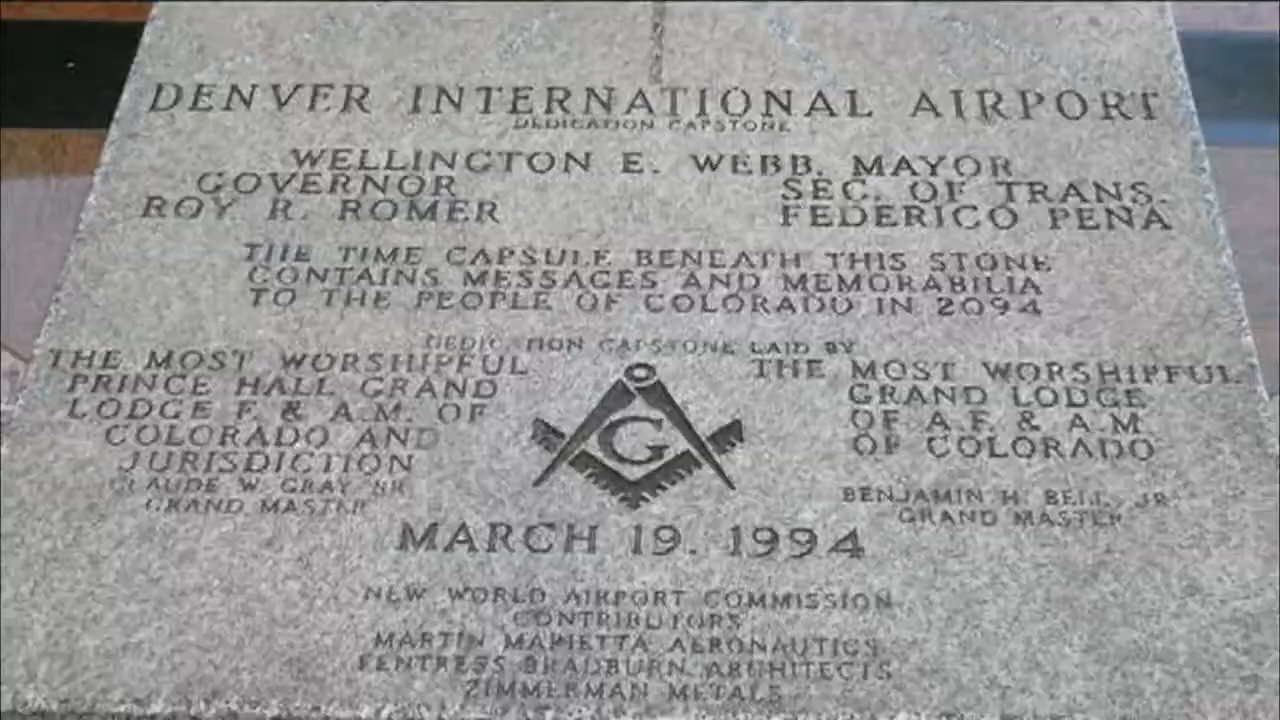 DENVER INTERNATIONAL AIRPORT
DEDICATION CAPSTONE
WELLINGTON E. WEBB, MAYOR
GOVERNOR
ROY R. ROMER
SEC. OF TRANS.
FEDERICO PENA
THE TIME CAPSULE BENEATH THIS STONE
CONTAINS MESSAGES AND MEMORABILIA
TO THE PEOPLE OF COLORADO IN 2094
DEDICATION CAPSTONE LAID BY
THE MOST WORSHIPFUL
PRINCE HALL GRAND
LODGE F. & A.M. OF
COLORADO AND
JURISDICTION
CLAUDE W. GRAY SR.
GRAND MASTER
G
THE MOST WORSHIPFUL
GRAND LODGE
OF A.F. & A.M.
OF COLORADO
BENJAMIN H. BELL, JR.
GRAND MASTER
MARCH 19, 1994
NEW WORLD AIRPORT COMMISSION
CONTRIBUTORS
MARTIN MARIETTA AERONAUTICS
FENTRESS BRADBURN ARCHITECTS
ZIMMERMAN METALS